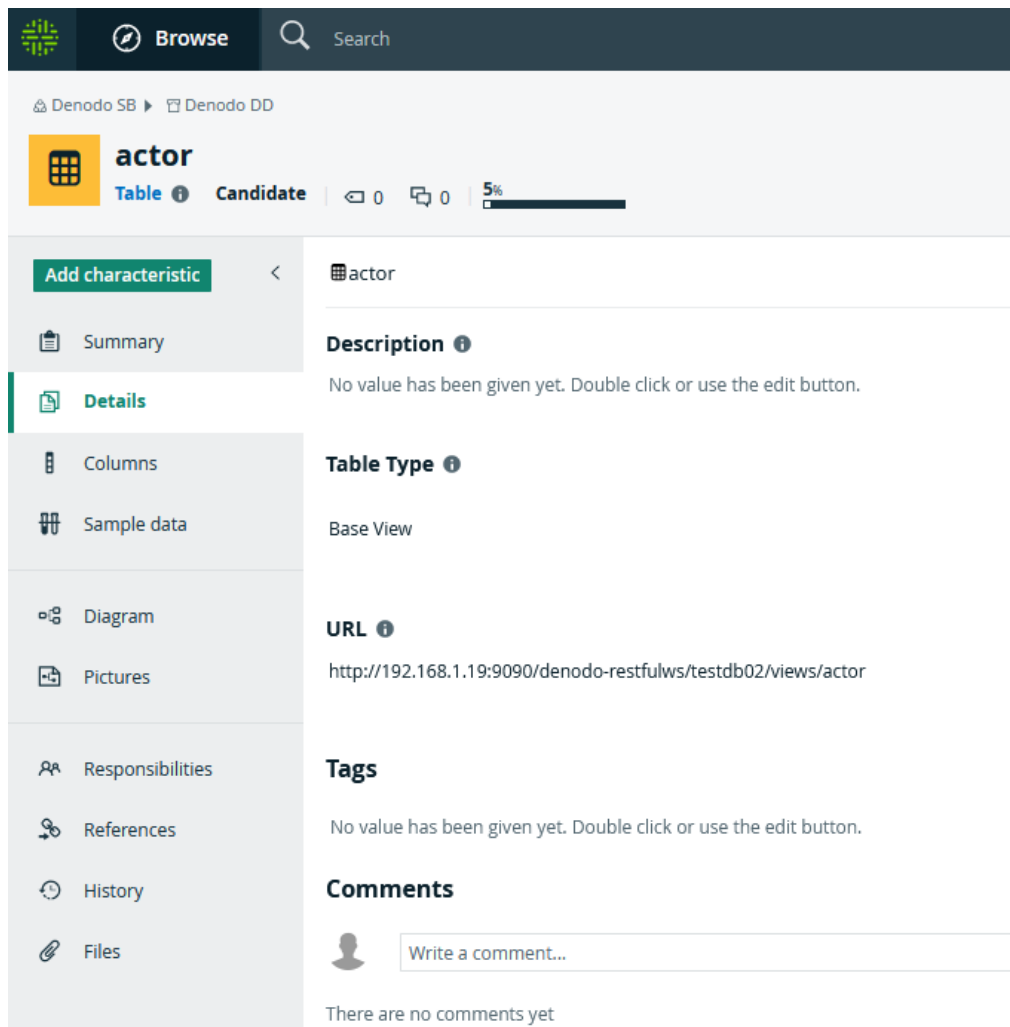 Browse Search
Denodo SB Denodo DD
actor
Table Candidate 0 0 5%
Add characteristic
Summary
Details
Columns
Sample data
Diagram
Pictures
Responsibilities
References
History
Files
actor
Description
No value has been given yet. Double click or use the edit button.
Table Type
Base View
URL
http://192.168.1.19:9090/denodo-restfulws/testdb02/views/actor
Tags
No value has been given yet. Double click or use the edit button.
Comments
Write a comment...
There are no comments yet